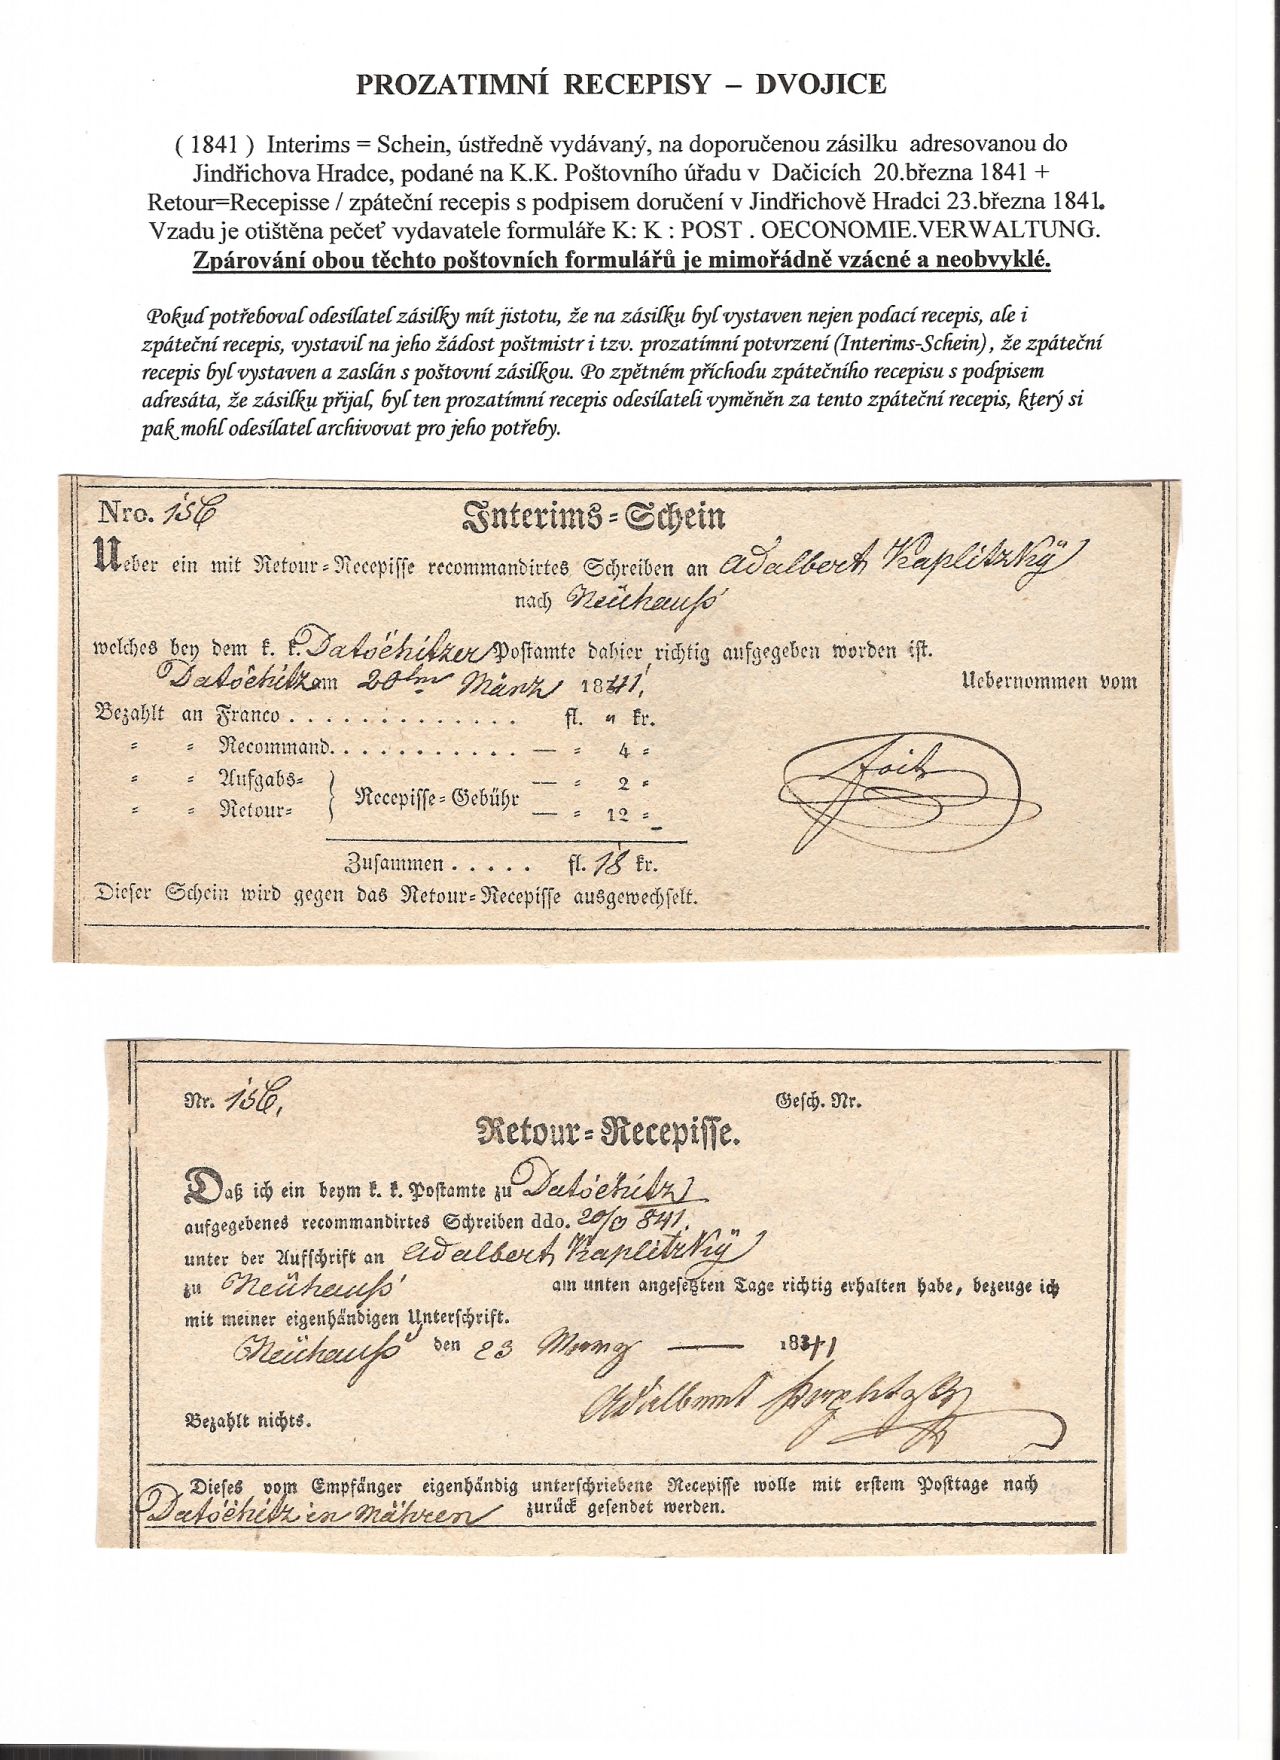 PROZATIMNÍ RECEPISY – DVOJICE
( 1841 ) Interims = Schein, ústředně vydávaný, na doporučenou zásilku adresovanou do
Jindřichova Hradce, podané na K.K. Poštovního úřadu v Dačicích 20.března 1841 +
Retour=Recepisse / zpáteční recepis s podpisem doručení v Jindřichově Hradci 23.března 1841.
Vzadu je otištěna pečeť vydavatele formuláře K: K : POST . OECONOMIE.VERWALTUNG.
Zpárování obou těchto poštovních formulářů je mimořádně vzácné a neobvyklé.
Pokud potřeboval odesílatel zásilky mít jistotu, že na zásilku byl vystaven nejen podací recepis, ale i
zpáteční recepis, vystavil na jeho žádost poštmistr i tzv. prozatímní potvrzení (Interims-Schein), že zpáteční
recepis byl vystaven a zaslán s poštovní zásilkou. Po zpětném příchodu zpátečního recepisu s podpisem
adresáta, že zásilku přijal, byl ten prozatímní recepis odesílateli vyměněn za tento zpáteční recepis, který si
pak mohl odesílatel archivovat pro jeho potřeby.
Nro. 156 Interims=Schein
Ueber ein mit Retour=Recepisse recommandirtes Schreiben an Adalbert Kaplitzký
nach Neühauß
welches bey dem k. k. Datschitzer Postamte dahier richtig aufgegeben worden ist.
Datschitz am 20tn März 1841. Uebernommen vom
Bezahlt an Franco . . . . . . . . . . . . . fl. " kr.
= = Recommand. . . . . . . . . . . . — = 4 =
= = Aufgabs= — = 2 =
Recepisse=Gebühr
= = Retour= — = 12 =
Zusammen . . . . . fl. 18 kr.
Dieser Schein wird gegen das Retour=Recepisse ausgewechselt.
Nr. 156. Gesch. Nr.
Retour=Recepisse.
Daß ich ein beym k. k. Postamte zu Datschitz
aufgegebenes recommandirtes Schreiben ddo. 20/3 841.
unter der Aufschrift an Adalbert Kaplitzký
zu Neühauß am unten angesetzten Tage richtig erhalten habe, bezeuge ich
mit meiner eigenhändigen Unterschrift.
Neühauß den 23 März — 1841
Adalbert
Bezahlt nichts.
Dieses vom Empfänger eigenhändig unterschriebene Recepisse wolle mit erstem Posttage nach
Datschitz in Mähren zurück gesendet werden.